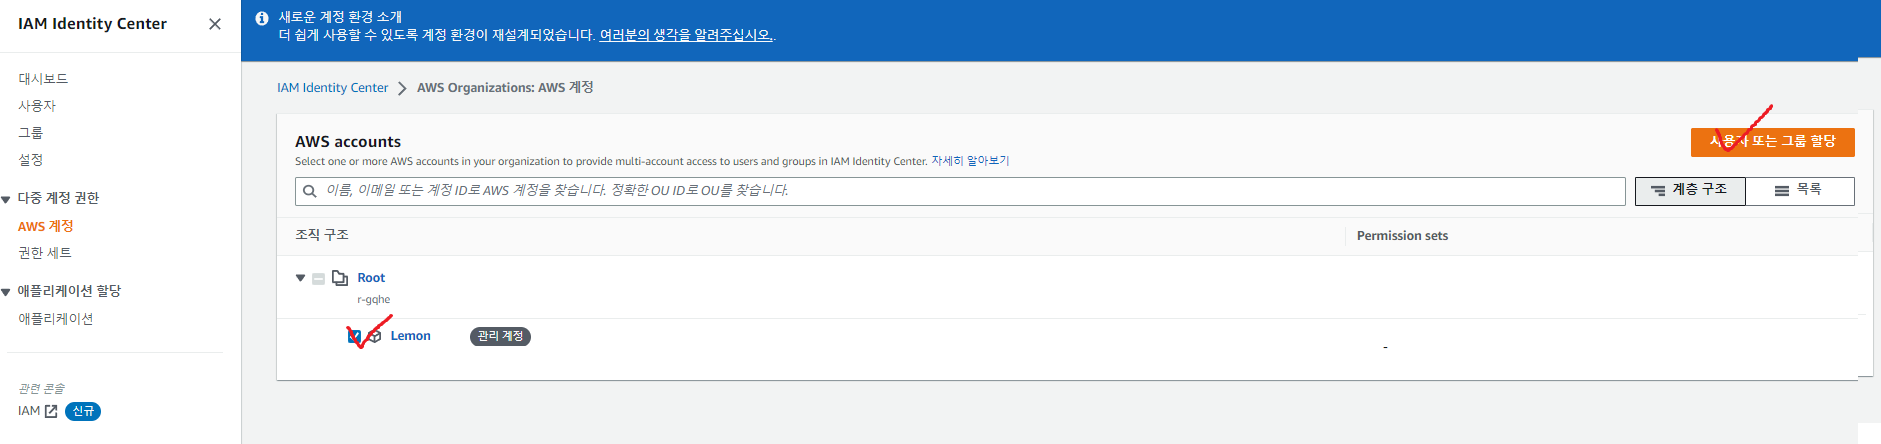 IAM Identity Center
대시보드
사용자
그룹
설정
다중 계정 권한
AWS 계정
권한 세트
애플리케이션 할당
애플리케이션
관련 콘솔
IAM 신규
새로운 계정 환경 소개
더 쉽게 사용할 수 있도록 계정 환경이 재설계되었습니다. 여러분의 생각을 알려주십시오..
IAM Identity Center > AWS Organizations: AWS 계정
AWS accounts
사용자 또는 그룹 할당
Select one or more AWS accounts in your organization to provide multi-account access to users and groups in IAM Identity Center. 자세히 알아보기
이름, 이메일 또는 계정 ID로 AWS 계정을 찾습니다. 정확한 OU ID로 OU를 찾습니다.
계층 구조 목록
조직 구조 Permission sets
Root
r-gqhe
Lemon 관리 계정 -